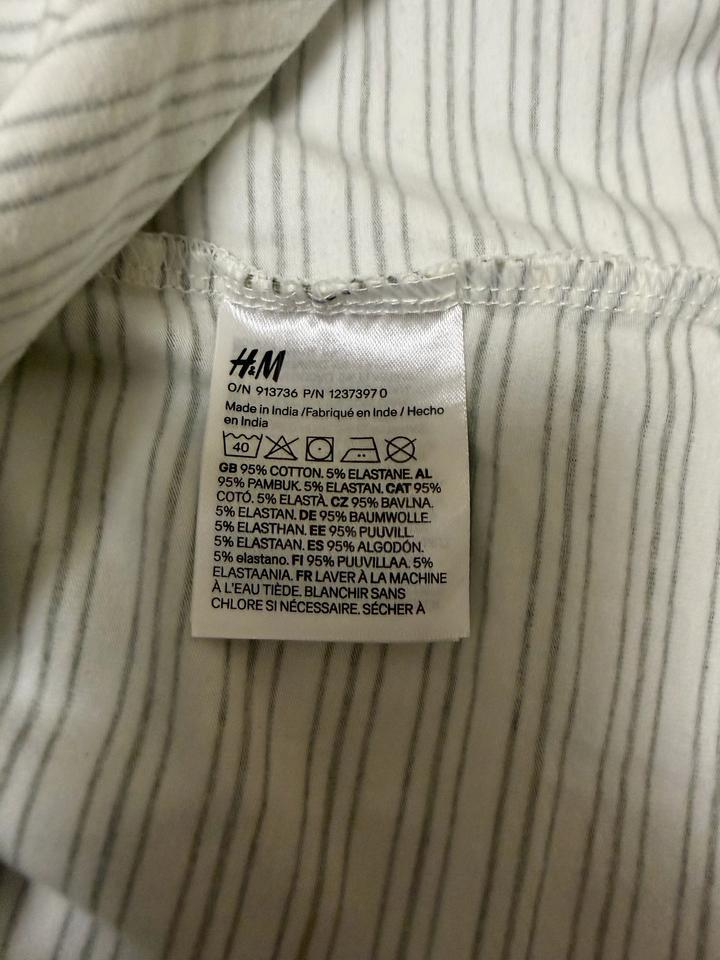 H&M
O/N 913736 P/N 1237397 0
Made in India /Fabriqué en Inde / Hecho
en India
40
GB 95% COTTON. 5% ELASTANE. AL
95% PAMBUK. 5% ELASTAN. CAT 95%
COTÓ. 5% ELASTÀ. CZ 95% BAVLNA.
5% ELASTAN. DE 95% BAUMWOLLE.
5% ELASTHAN. EE 95% PUUVILL.
5% ELASTAAN. ES 95% ALGODÓN.
5% elastano. FI 95% PUUVILLAA. 5%
ELASTAANIA. FR LAVER À LA MACHINE
À L'EAU TIÈDE. BLANCHIR SANS
CHLORE SI NÉCESSAIRE. SÉCHER À